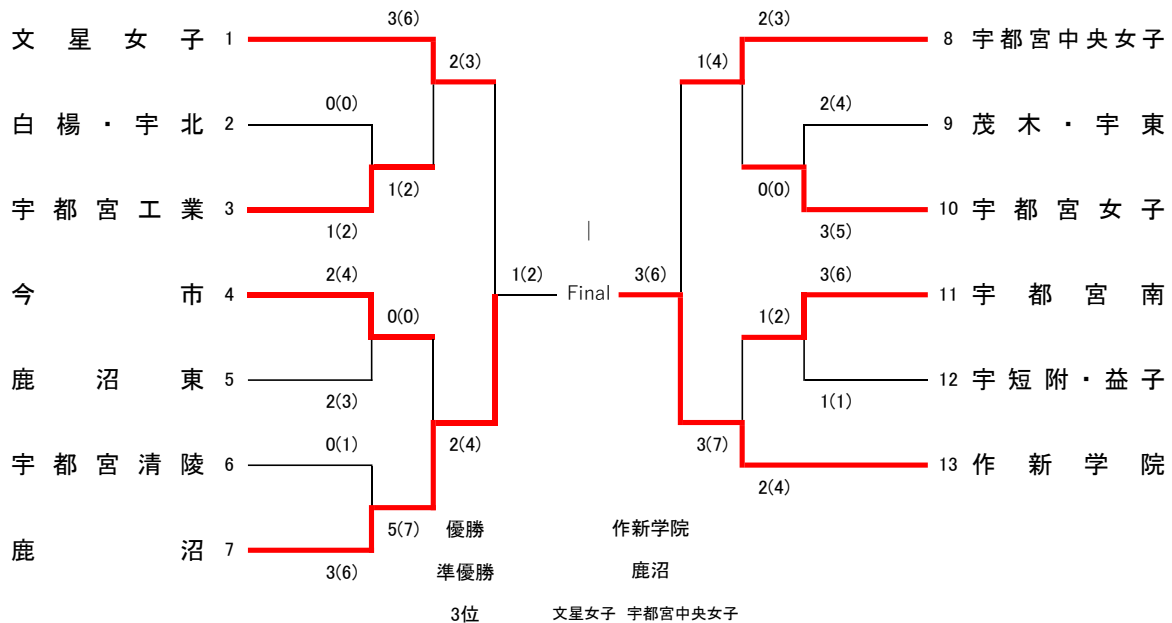 3(6)
2(3)
文星女子 1
8 宇都宮中央女子
2(3)
1(4)
0(0)
2(4)
白楊・宇北 2
9 茂木・宇東
1(2)
0(0)
宇都宮工業 3
10 宇都宮女子
1(2)
3(5)
2(4)
1(2)
|
3(6)
3(6)
今市 4
Final
11 宇都宮南
0(0)
1(2)
鹿沼東 5
12 宇短附・益子
2(3)
1(1)
0(1)
2(4)
3(7)
宇都宮清陵 6
13 作新学院
2(4)
5(7)
優勝 作新学院
鹿沼 7
3(6)
準優勝 鹿沼
3位 文星女子 宇都宮中央女子